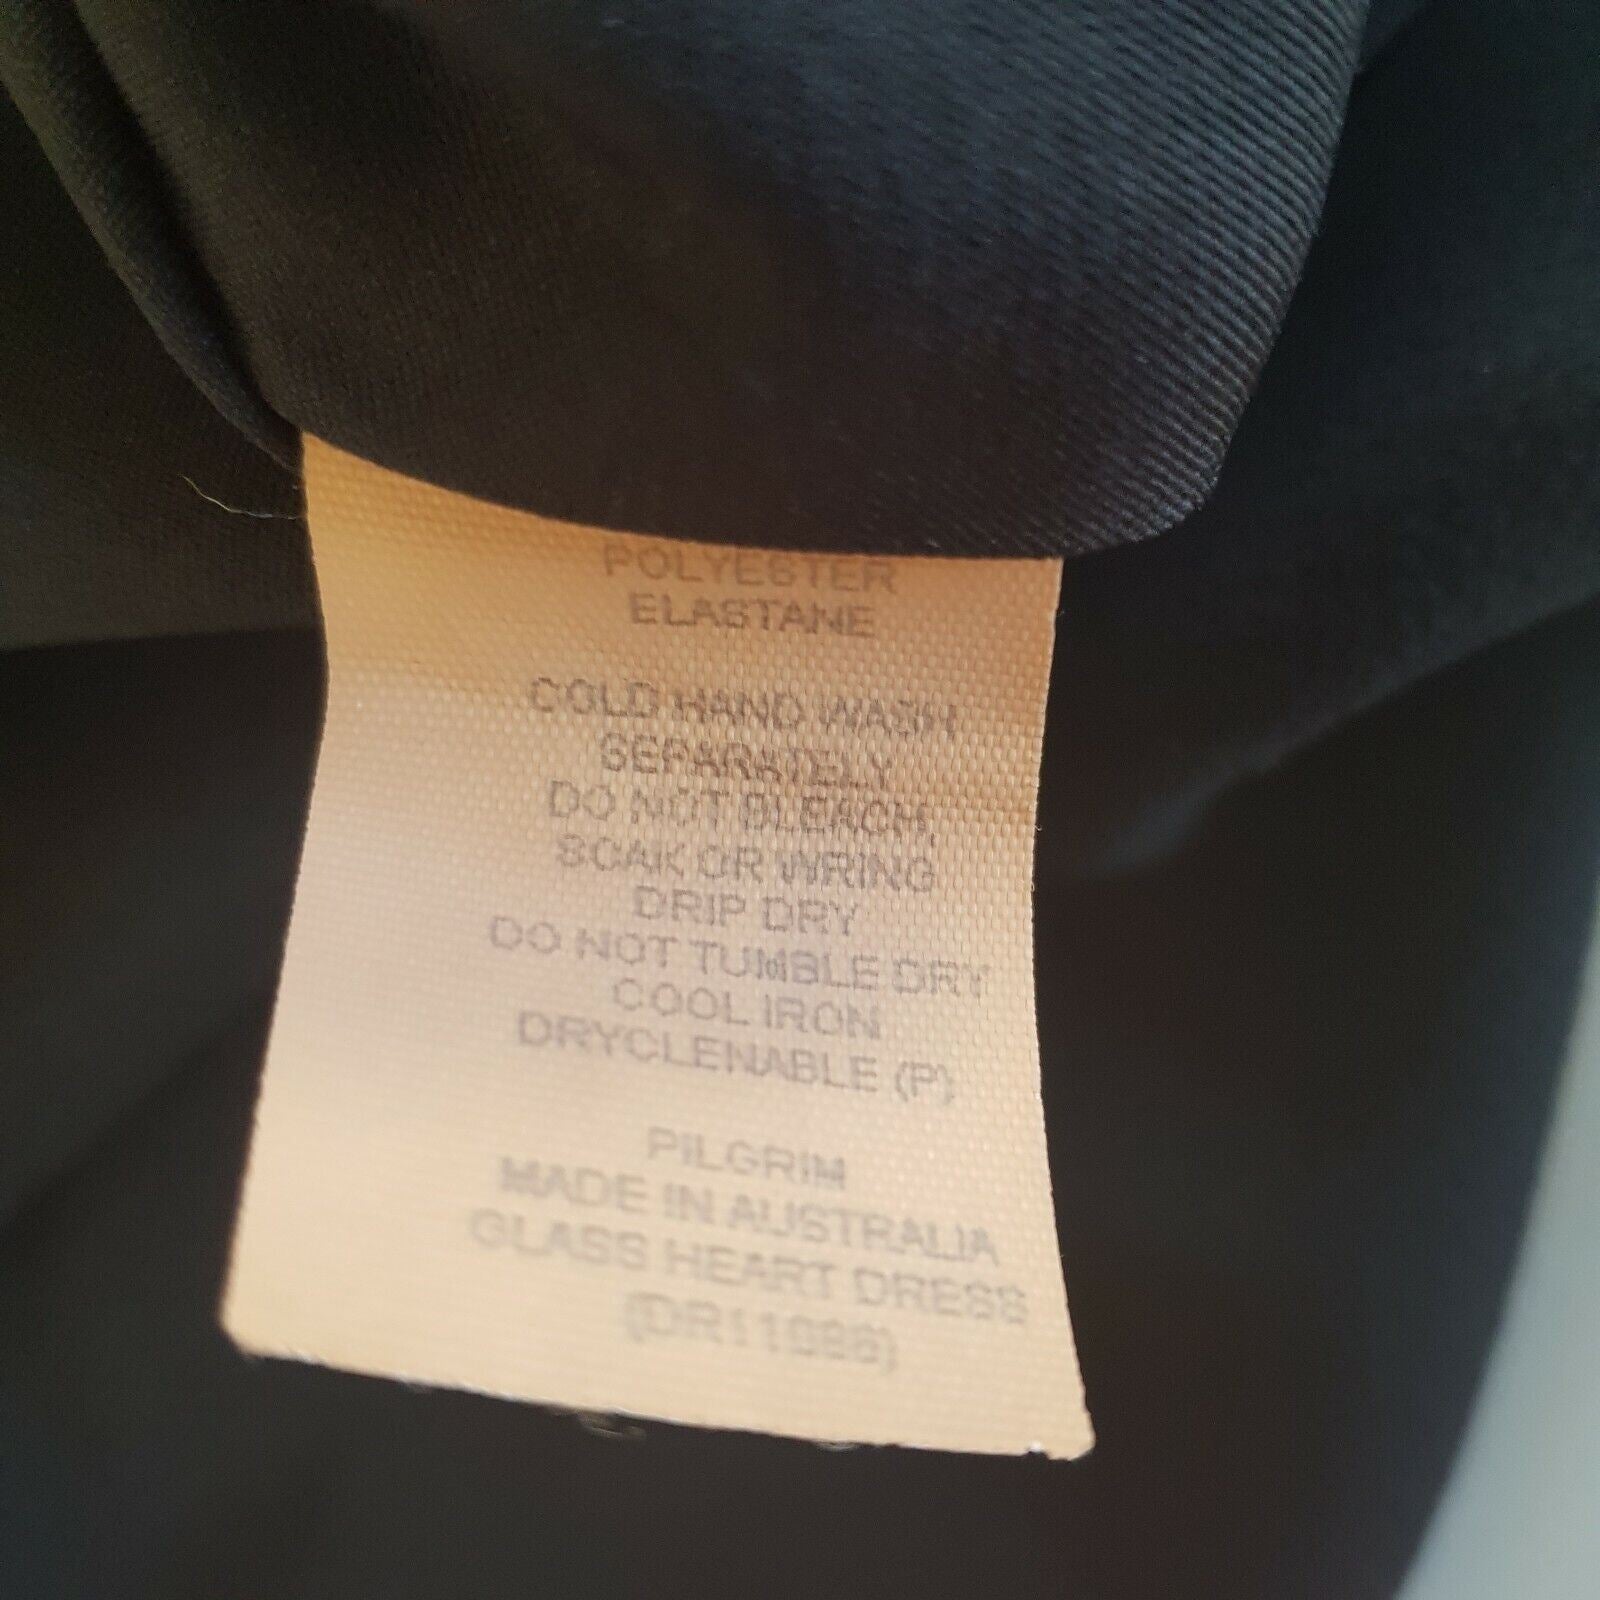 POLYESTER
ELASTANE
COLD HAND WASH
SEPARATELY
DO NOT BLEACH,
SOAK OR WRING
DRIP DRY
DO NOT TUMBLE DRY
COOL IRON
DRYCLENABLE (P)
PILGRIM
MADE IN AUSTRALIA
GLASS HEART DRESS